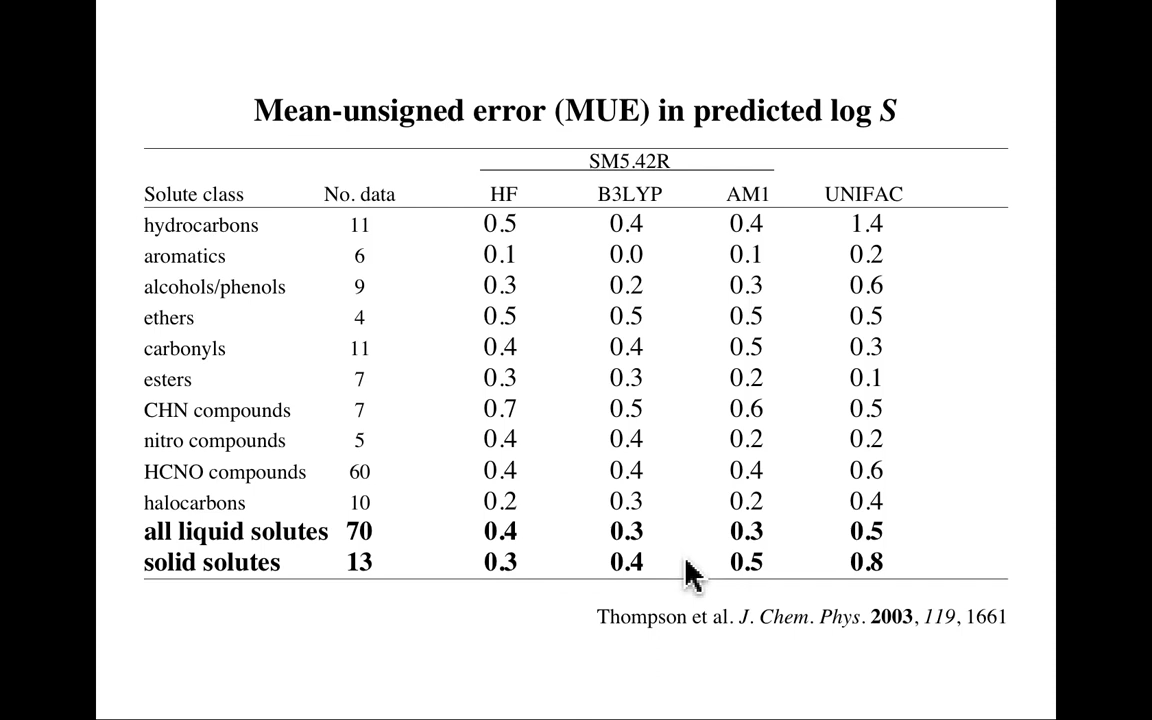 Mean-unsigned error (MUE) in predicted log S
SM5.42R
Solute class No. data HF B3LYP AM1 UNIFAC
hydrocarbons 11 0.5 0.4 0.4 1.4
aromatics 6 0.1 0.0 0.1 0.2
alcohols/phenols 9 0.3 0.2 0.3 0.6
ethers 4 0.5 0.5 0.5 0.5
carbonyls 11 0.4 0.4 0.5 0.3
esters 7 0.3 0.3 0.2 0.1
CHN compounds 7 0.7 0.5 0.6 0.5
nitro compounds 5 0.4 0.4 0.2 0.2
HCNO compounds 60 0.4 0.4 0.4 0.6
halocarbons 10 0.2 0.3 0.2 0.4
all liquid solutes 70 0.4 0.3 0.3 0.5
solid solutes 13 0.3 0.4 0.5 0.8
Thompson et al. J. Chem. Phys. 2003, 119, 1661